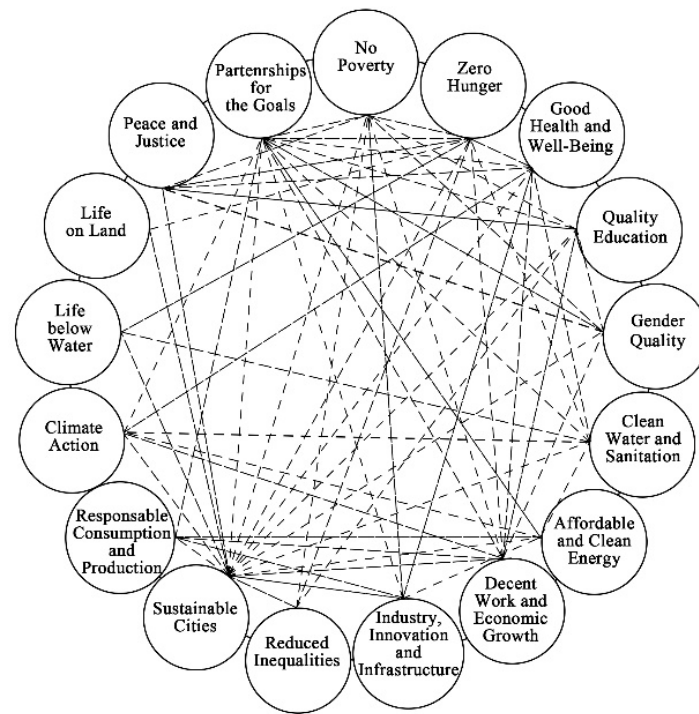 No
Poverty
Zero
Hunger
Good
Health and
Well-Being
Quality
Education
Gender
Quality
Clean
Water and
Sanitation
Affordable
and Clean
Energy
Decent
Work and
Economic
Growth
Industry,
Innovation
and
Infrastructure
Reduced
Inequalities
Sustainable
Cities
Responsable
Consumption
and
Production
Climate
Action
Life
below
Water
Life
on Land
Peace and
Justice
Partenrships
for
the Goals